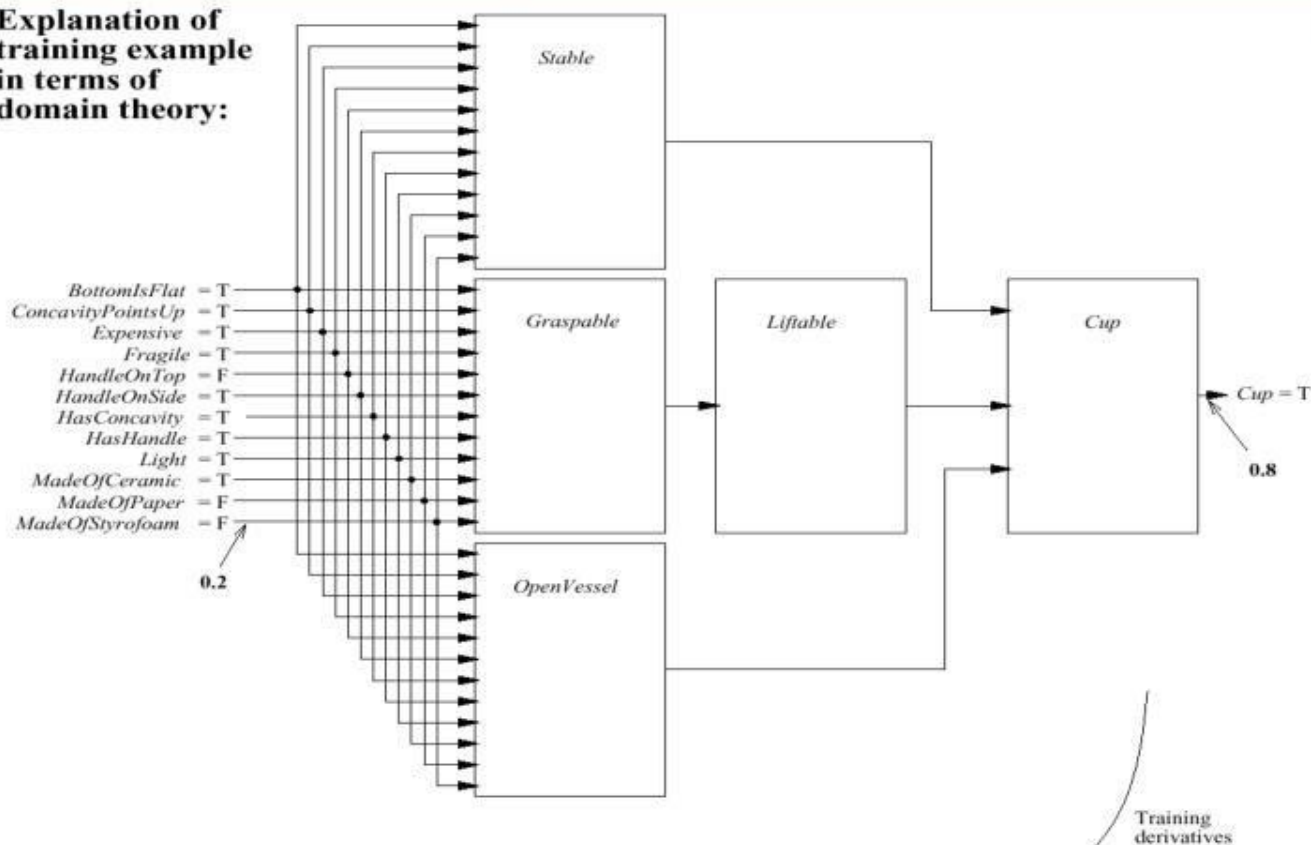 Explanation of
training example
in terms of
domain theory:
Stable
BottomIsFlat = T
ConcavityPointsUp = T
Expensive = T
Fragile = T
HandleOnTop = F
HandleOnSide = T
HasConcavity = T
HasHandle = T
Light = T
MadeOfCeramic = T
MadeOfPaper = F
MadeOfStyrofoam = F
0.2
Graspable
Liftable
Cup
Cup = T
0.8
OpenVessel
Training
derivatives